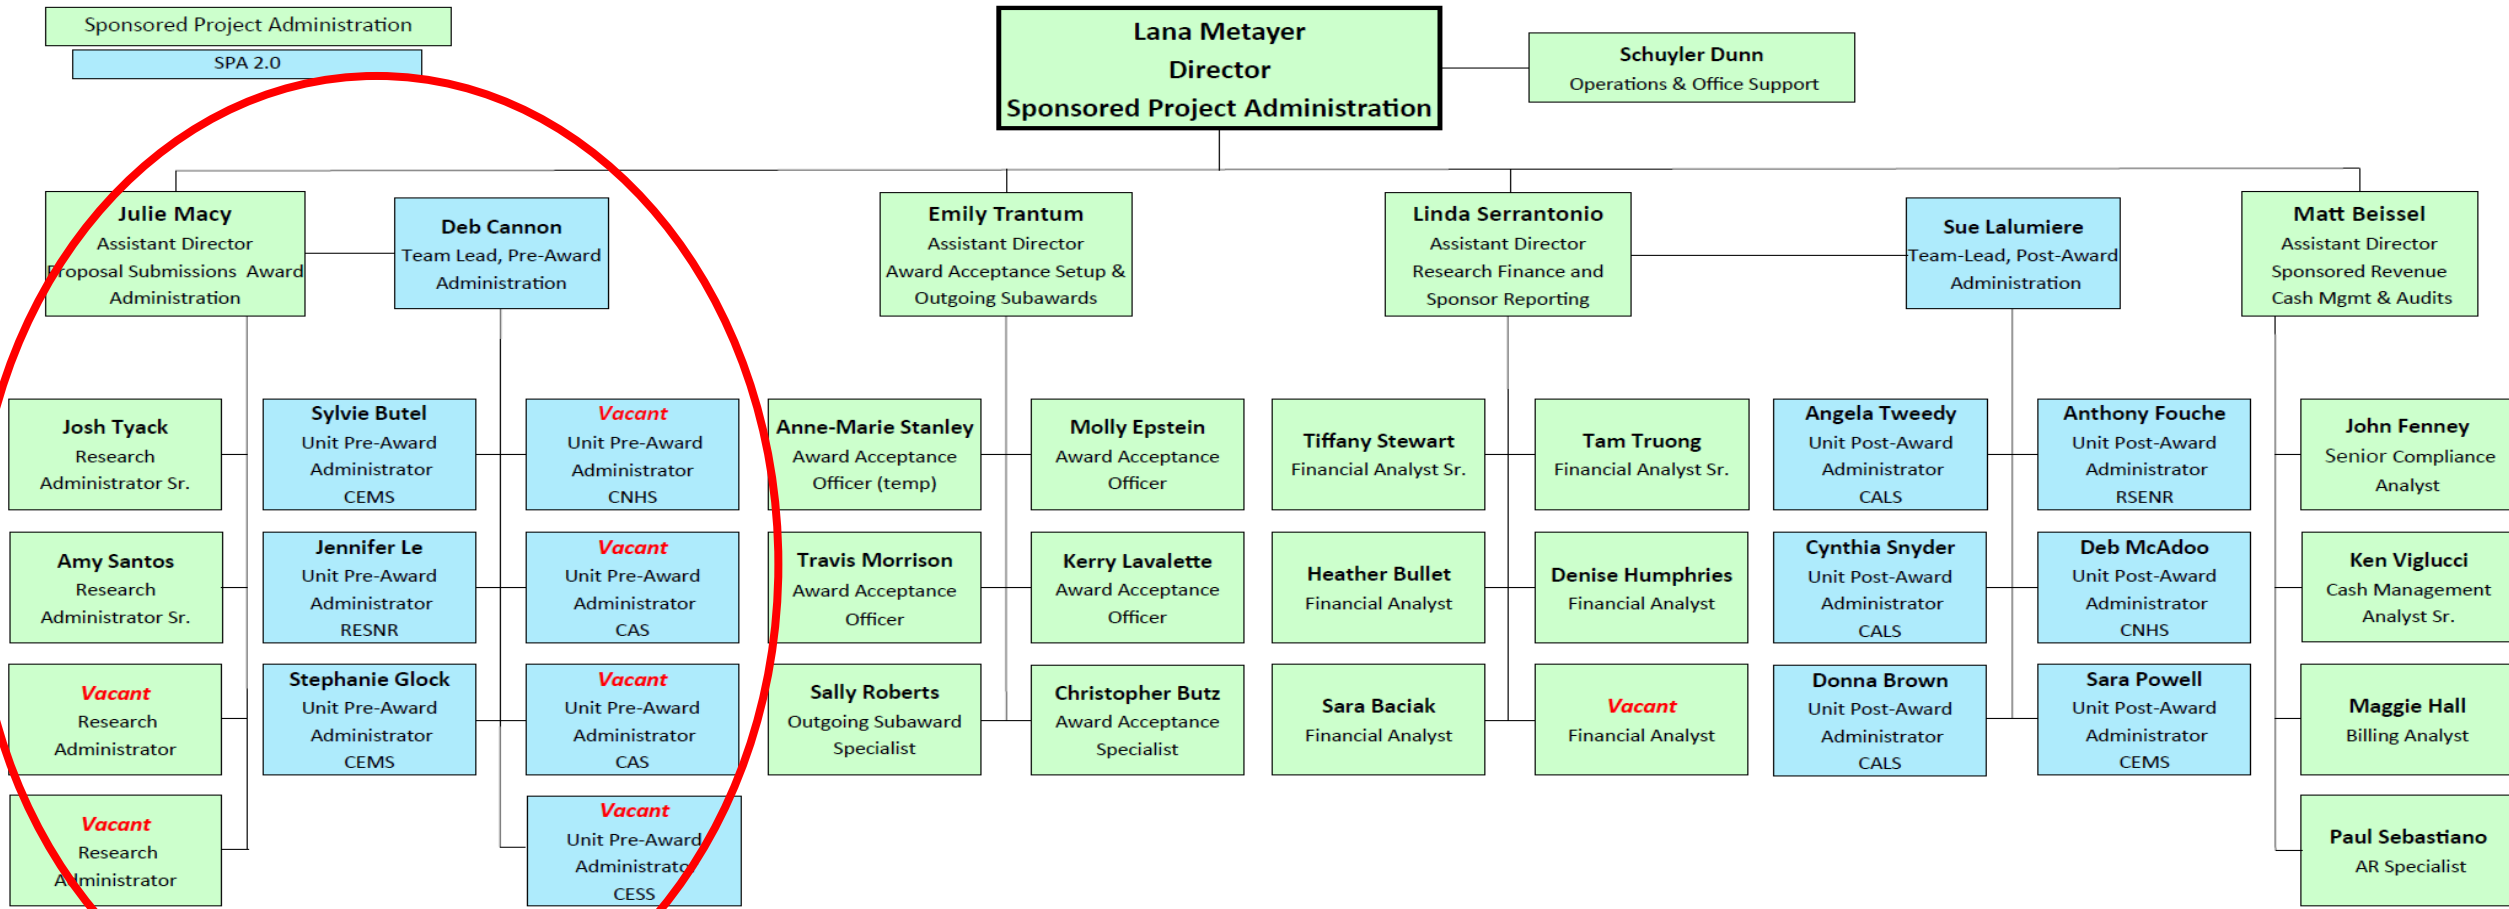 Sponsored Project Administration
SPA 2.0
Lana Metayer
Director
Sponsored Project Administration
Schuyler Dunn
Operations & Office Support
Julie Macy
Assistant Director
Proposal Submissions Award
Administration
Deb Cannon
Team Lead, Pre-Award
Administration
Emily Trantum
Assistant Director
Award Acceptance Setup &
Outgoing Subawards
Linda Serrantonio
Assistant Director
Research Finance and
Sponsor Reporting
Sue Lalumiere
Team-Lead, Post-Award
Administration
Matt Beissel
Assistant Director
Sponsored Revenue
Cash Mgmt & Audits
Josh Tyack
Research
Administrator Sr.
Sylvie Butel
Unit Pre-Award
Administrator
CEMS
Vacant
Unit Pre-Award
Administrator
CNHS
Anne-Marie Stanley
Award Acceptance
Officer (temp)
Molly Epstein
Award Acceptance
Officer
Tiffany Stewart
Financial Analyst Sr.
Tam Truong
Financial Analyst Sr.
Angela Tweedy
Unit Post-Award
Administrator
CALS
Anthony Fouche
Unit Post-Award
Administrator
RSENR
John Fenney
Senior Compliance
Analyst
Amy Santos
Research
Administrator Sr.
Jennifer Le
Unit Pre-Award
Administrator
RESNR
Vacant
Unit Pre-Award
Administrator
CAS
Travis Morrison
Award Acceptance
Officer
Kerry Lavalette
Award Acceptance
Officer
Heather Bullet
Financial Analyst
Denise Humphries
Financial Analyst
Cynthia Snyder
Unit Post-Award
Administrator
CALS
Deb McAdoo
Unit Post-Award
Administrator
CNHS
Ken Viglucci
Cash Management
Analyst Sr.
Vacant
Research
Administrator
Stephanie Glock
Unit Pre-Award
Administrator
CEMS
Vacant
Unit Pre-Award
Administrator
CAS
Sally Roberts
Outgoing Subaward
Specialist
Christopher Butz
Award Acceptance
Specialist
Sara Baciak
Financial Analyst
Vacant
Financial Analyst
Donna Brown
Unit Post-Award
Administrator
CALS
Sara Powell
Unit Post-Award
Administrator
CEMS
Maggie Hall
Billing Analyst
Vacant
Research
Administrator
Vacant
Unit Pre-Award
Administrator
CESS
Paul Sebastiano
AR Specialist